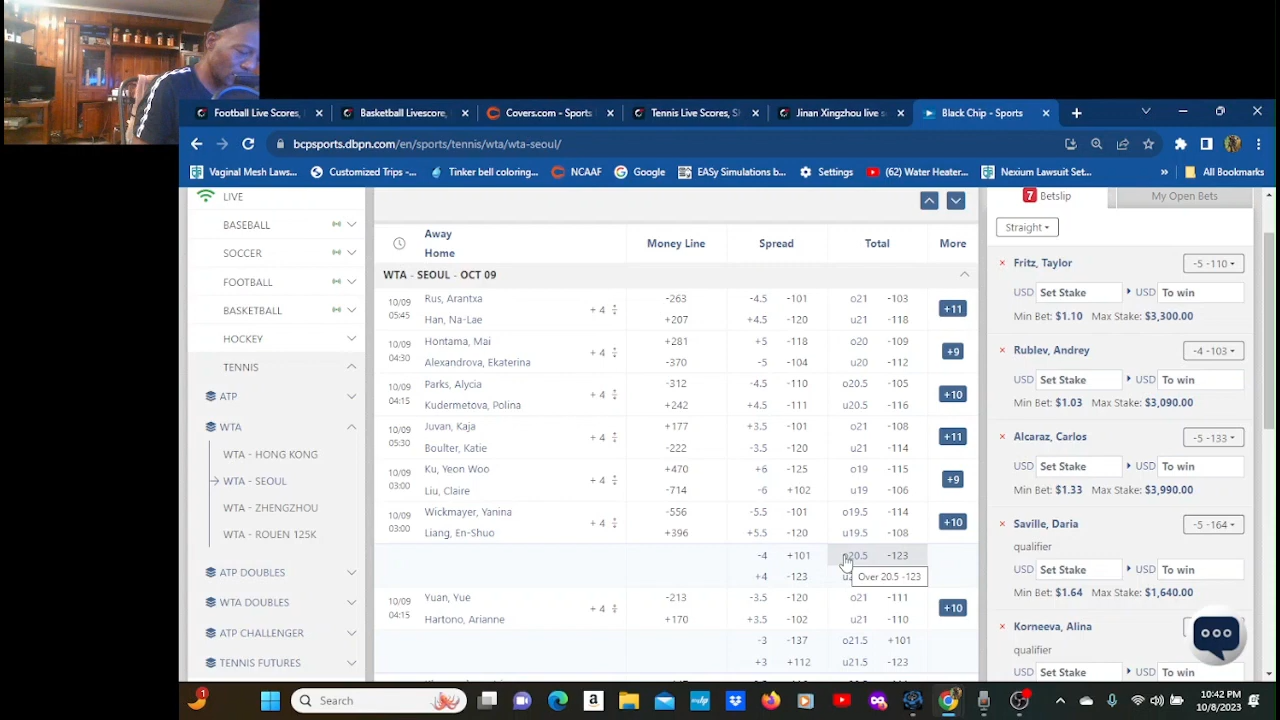 Football Live Scores,
Basketball Livescore,
Covers.com - Sports
Tennis Live Scores, S
Jinan Xingzhou live s
Black Chip - Sports
bcpsports.dbpn.com/en/sports/tennis/wta/wta-seoul/
Vaginal Mesh Laws...
Customized Trips -...
Tinker bell coloring...
NCAAF
Google
EASy Simulations b...
Settings
(62) Water Heater...
Nexium Lawsuit Set...
»
All Bookmarks
LIVE
BASEBALL
SOCCER
FOOTBALL
BASKETBALL
HOCKEY
TENNIS
ATP
WTA
WTA - HONG KONG
WTA - SEOUL
WTA - ZHENGZHOU
WTA - ROUEN 125K
ATP DOUBLES
WTA DOUBLES
ATP CHALLENGER
TENNIS FUTURES
Away
Home
Money Line Spread Total More
WTA - SEOUL - OCT 09
10/09 05:45
Rus, Arantxa -263 -4.5 -101 o21 -103
Han, Na-Lae +207 +4.5 -120 u21 -118
+ 4
+11
10/09 04:30
Hontama, Mai +281 +5 -118 o20 -109
Alexandrova, Ekaterina -370 -5 -104 u20 -112
+ 4
+9
10/09 04:15
Parks, Alycia -312 -4.5 -110 o20.5 -105
Kudermetova, Polina +242 +4.5 -111 u20.5 -116
+ 4
+10
10/09 05:30
Juvan, Kaja +177 +3.5 -101 o21 -108
Boulter, Katie -222 -3.5 -120 u21 -114
+ 4
+11
10/09 03:00
Ku, Yeon Woo +470 +6 -125 o19 -115
Liu, Claire -714 -6 +102 u19 -106
+ 4
+9
10/09 03:00
Wickmayer, Yanina -556 -5.5 -101 o19.5 -114
Liang, En-Shuo +396 +5.5 -120 u19.5 -108
+ 4
+10
-4 +101 o20.5 -123
+4 -123
Over 20.5 -123
10/09 04:15
Yuan, Yue -213 -3.5 -120 o21 -111
Hartono, Arianne +170 +3.5 -102 u21 -110
+ 4
+10
-3 -137 o21.5 +101
+3 +112 u21.5 -123
7 Betslip
My Open Bets
Straight
Fritz, Taylor -5 -110
USD Set Stake USD To win
Min Bet: $1.10 Max Stake: $3,300.00
Rublev, Andrey -4 -103
USD Set Stake USD To win
Min Bet: $1.03 Max Stake: $3,090.00
Alcaraz, Carlos -5 -133
USD Set Stake USD To win
Min Bet: $1.33 Max Stake: $3,990.00
Saville, Daria -5 -164
qualifier
USD Set Stake USD To win
Min Bet: $1.64 Max Stake: $1,640.00
Korneeva, Alina
qualifier
USD Set Stake USD To win
1
Search
10:42 PM
10/8/2023